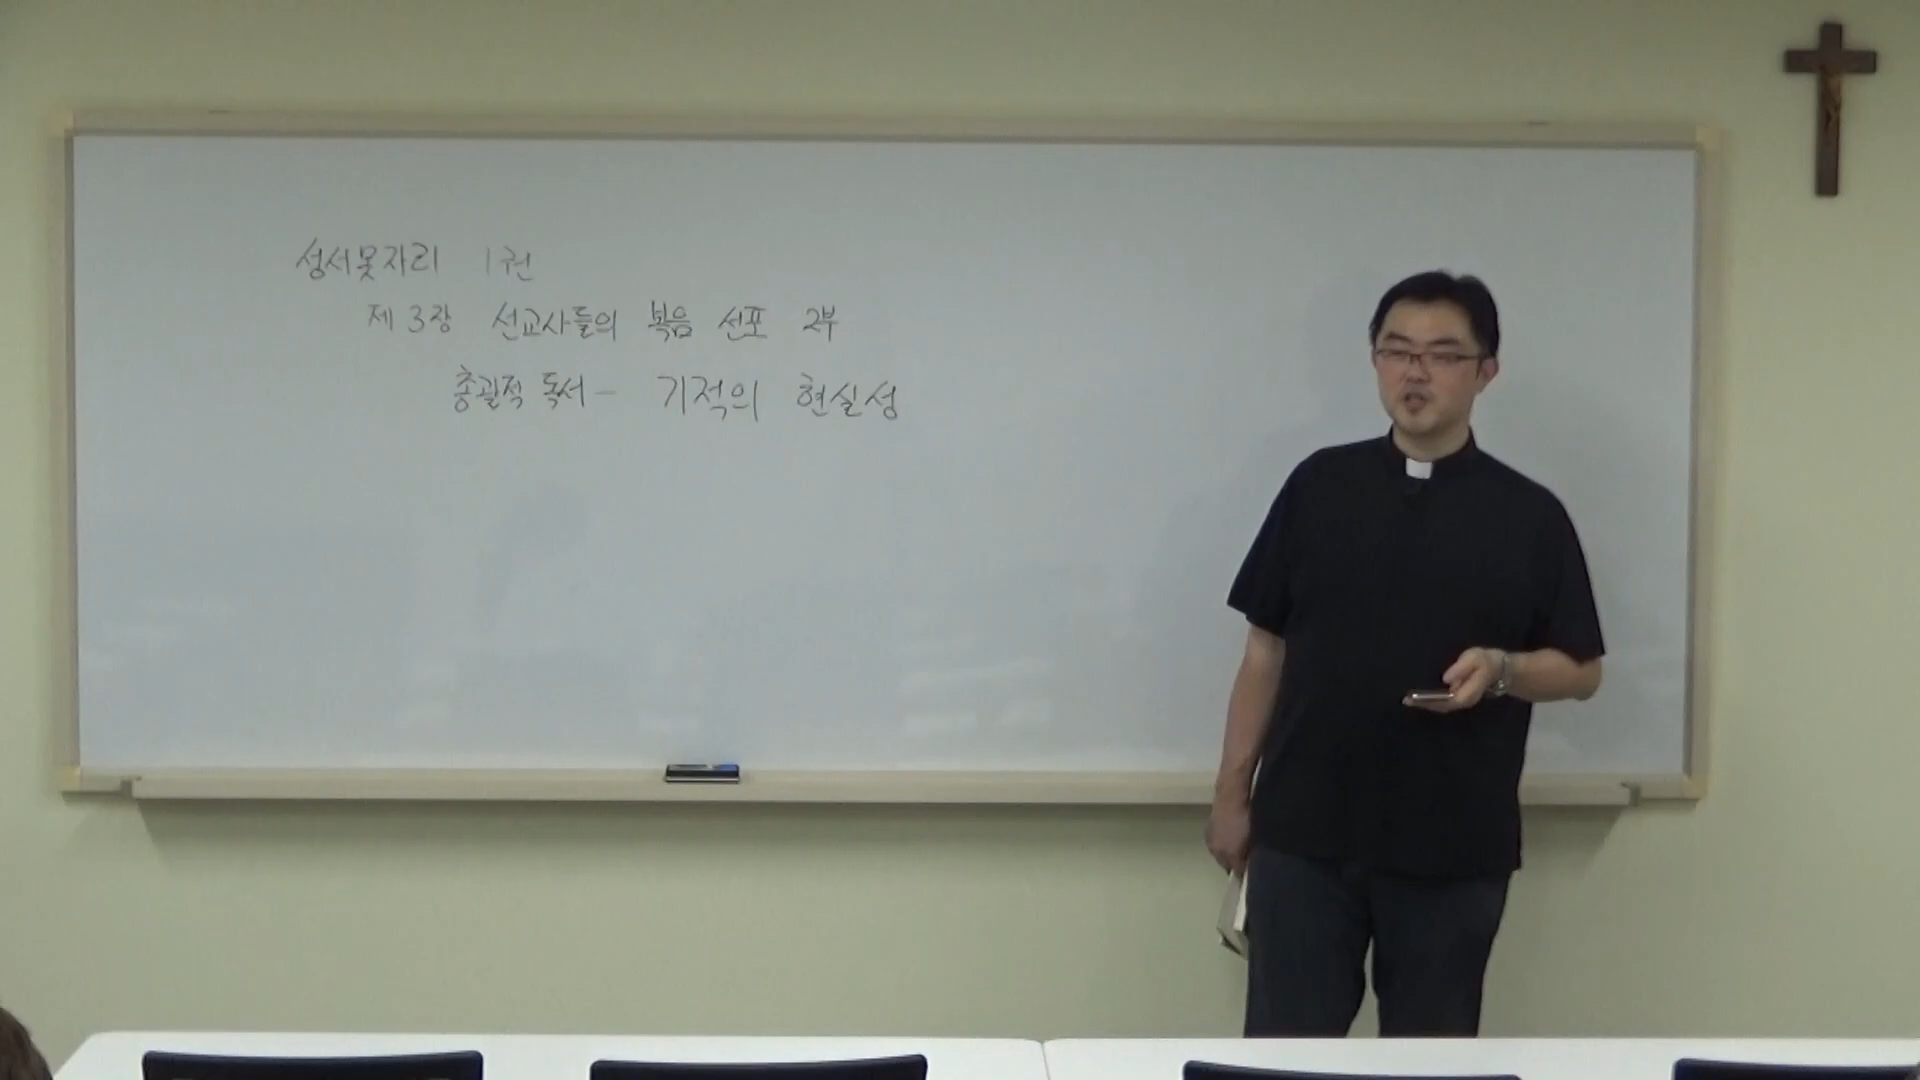 성서못자리 1권
제 3장 선교사들의 복음 선포 2부
총괄적 독서 - 기적의 현실성